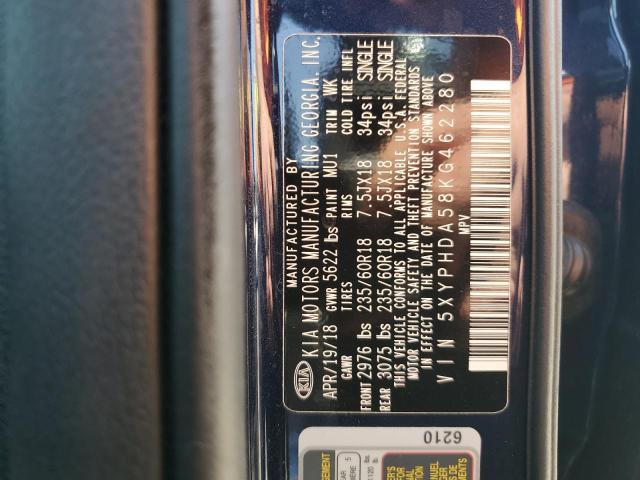 MANUFACTURED BY
KIA KIA MOTORS MANUFACTURING GEORGIA, INC.
APR/19/18 GVWR 5622 lbs PAINT MU1 TRIM WK
GAWR TIRES RIMS COLD TIRE INFL
FRONT 2976 lbs 235/60R18 7.5JX18 34psi SINGLE
REAR 3075 lbs 235/60R18 7.5JX18 34psi SINGLE
THIS VEHICLE CONFORMS TO ALL APPLICABLE U.S.A. FEDERAL
MOTOR VEHICLE SAFETY AND THEFT PREVENTION STANDARDS
IN EFFECT ON THE DATE OF MANUFACTURE SHOWN ABOVE
VIN 5XYPHDA58KG462280
MPV
6210